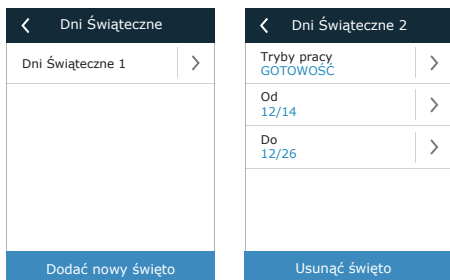 Dni Świąteczne
Dni Świąteczne 1
Dodać nowy święto
Dni Świąteczne 2
Tryby pracy
GOTOWOŚĆ
Od
12/14
Do
12/26
Usunąć święto